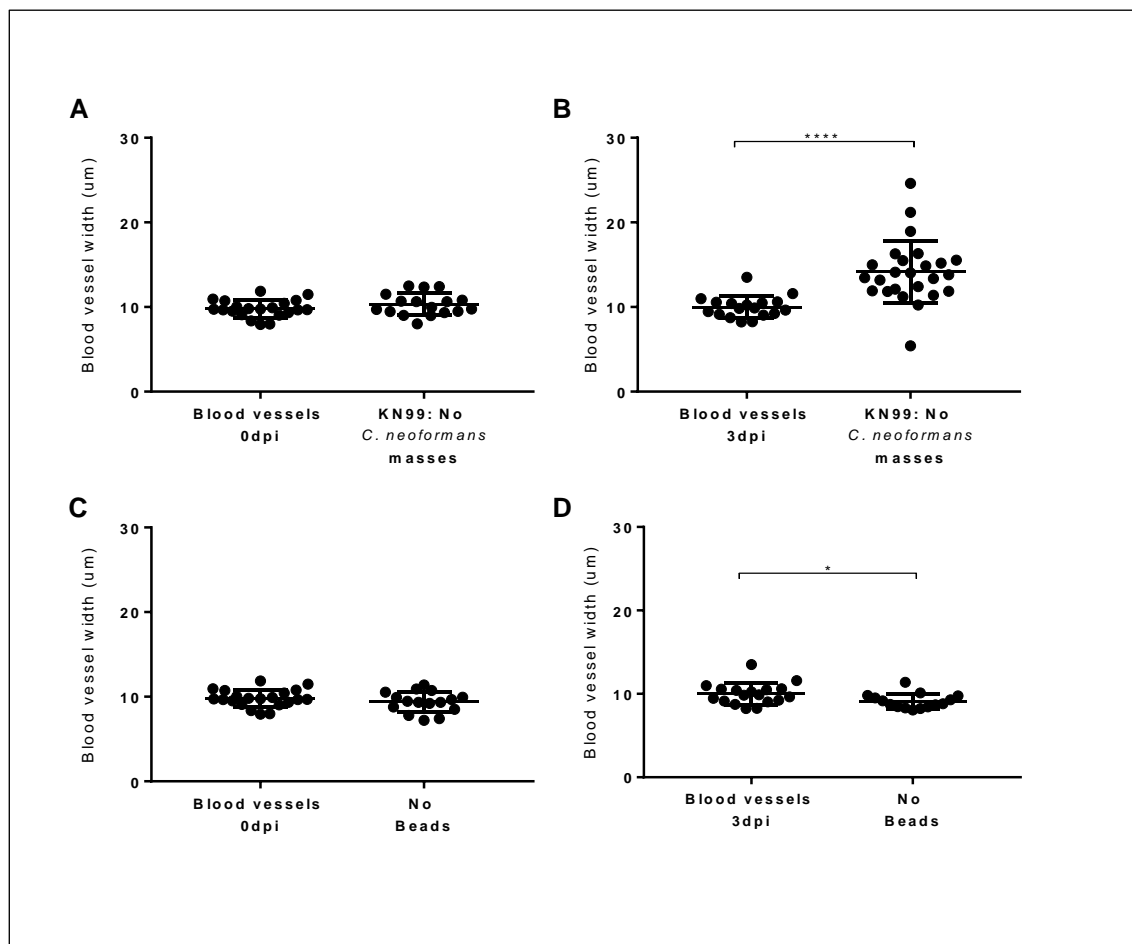 A
Blood vessel width (um)
30
20
10
0
Blood vessels
0dpi
KN99: No
C. neoformans
masses
B
Blood vessel width (um)
30
20
10
0
****
Blood vessels
3dpi
KN99: No
C. neoformans
masses
C
Blood vessel width (um)
30
20
10
0
Blood vessels
0dpi
No
Beads
D
Blood vessel width (um)
30
20
10
0
*
Blood vessels
3dpi
No
Beads